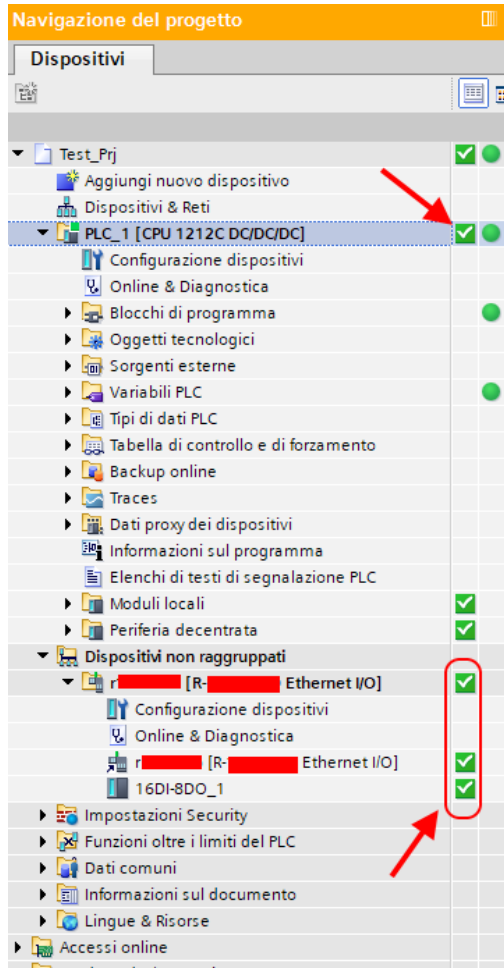 Navigazione del progetto
Dispositivi
Test_Prj
Aggiungi nuovo dispositivo
Dispositivi & Reti
PLC_1 [CPU 1212C DC/DC/DC]
Configurazione dispositivi
Online & Diagnostica
Blocchi di programma
Oggetti tecnologici
Sorgenti esterne
Variabili PLC
Tipi di dati PLC
Tabella di controllo e di forzamento
Backup online
Traces
Dati proxy dei dispositivi
Informazioni sul programma
Elenchi di testi di segnalazione PLC
Moduli locali
Periferia decentrata
Dispositivi non raggruppati
r [R- Ethernet I/O]
Configurazione dispositivi
Online & Diagnostica
r [R- Ethernet I/O]
16DI-8DO_1
Impostazioni Security
Funzioni oltre i limiti del PLC
Dati comuni
Informazioni sul documento
Lingue & Risorse
Accessi online